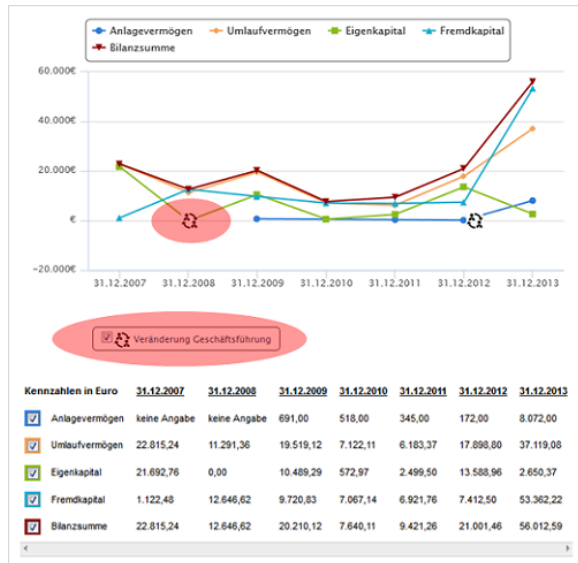 Anlagevermögen Umlaufvermögen Eigenkapital Fremdkapital
Bilanzsumme
60.000€
40.000€
20.000€
€
−20.000€
31.12.2007 31.12.2008 31.12.2009 31.12.2010 31.12.2011 31.12.2012 31.12.2013
Veränderung Geschäftsführung
Kennzahlen in Euro 31.12.2007 31.12.2008 31.12.2009 31.12.2010 31.12.2011 31.12.2012 31.12.2013
Anlagevermögen keine Angabe keine Angabe 691,00 518,00 345,00 172,00 8.072,00
Umlaufvermögen 22.815,24 11.291,36 19.519,12 7.122,11 6.183,37 17.898,80 37.119,08
Eigenkapital 21.692,76 0,00 10.489,29 572,97 2.499,50 13.588,96 2.650,37
Fremdkapital 1.122,48 12.646,62 9.720,83 7.067,14 6.921,76 7.412,50 53.362,22
Bilanzsumme 22.815,24 12.646,62 20.210,12 7.640,11 9.421,26 21.001,46 56.012,59